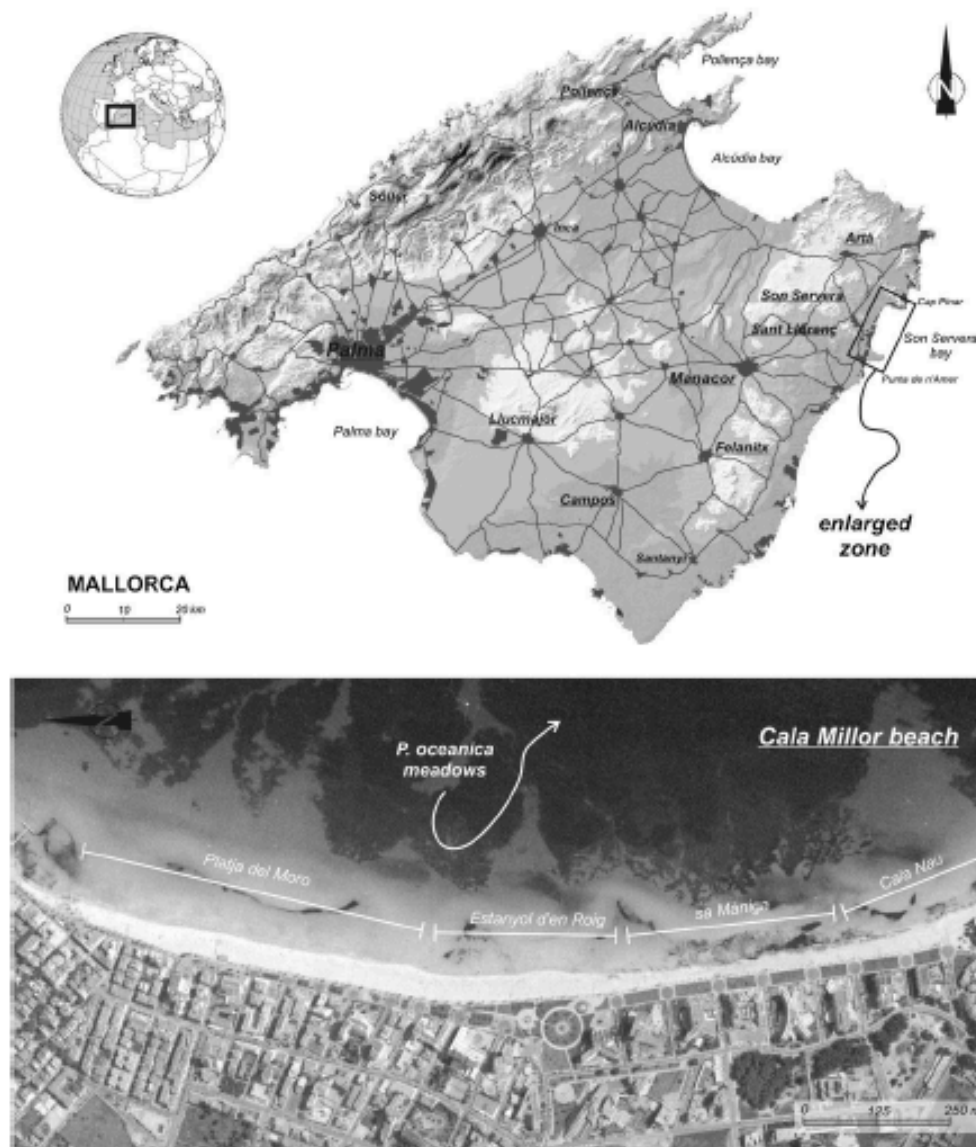 Pollença bay
N
Pollença
Alcúdia
Alcúdia bay
Sóller
Inca
Artà
Son Servera
Cap Pinar
Sant Llorenç
Son Servera
bay
Palma
Manacor
Punta de n'Amer
Palma bay
Llucmajor
Felanitx
Campos
enlarged
zone
Santanyí
MALLORCA
0 10 20 km
Cala Millor beach
P. oceanica
meadows
Platja del Moro
Cala Nau
Estanyol d'en Roig
sa Màniga
0 125 250 m